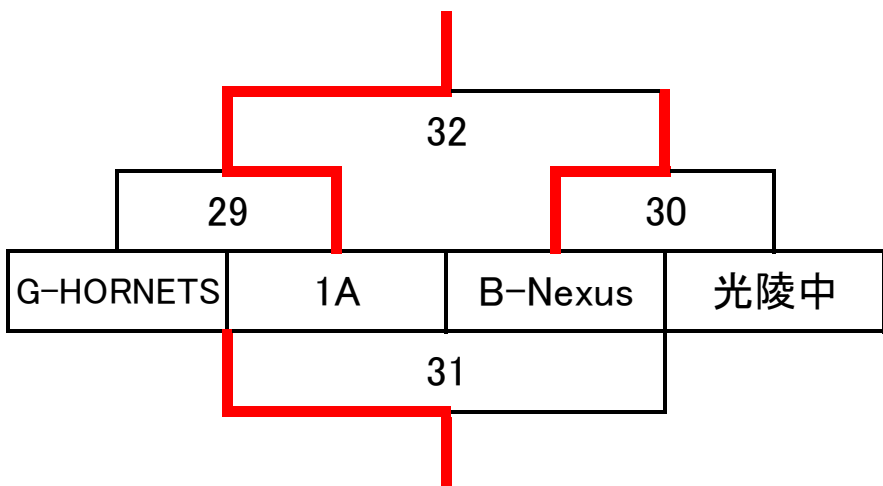 32
29
30
G-HORNETS
1A
B-Nexus
光陵中
31